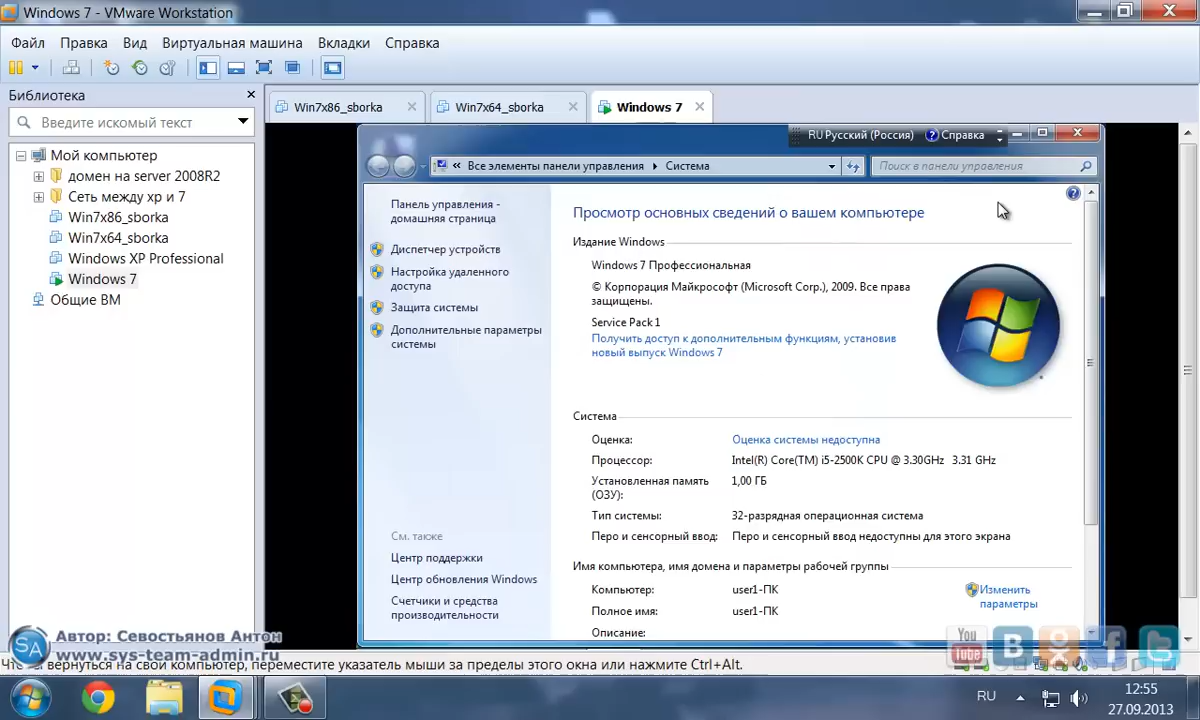 Windows 7 - VMware Workstation
Файл Правка Вид Виртуальная машина Вкладки Справка
Библиотека
Введите искомый текст
Мой компьютер
домен на server 2008R2
Сеть между хр и 7
Win7x86_sborka
Win7x64_sborka
Windows XP Professional
Windows 7
Общие ВМ
Win7x86_sborka Win7x64_sborka Windows 7
RU Русский (Россия) Справка
Все элементы панели управления Система
Поиск в панели управления
Панель управления -
домашняя страница
Диспетчер устройств
Настройка удаленного
доступа
Защита системы
Дополнительные параметры
системы
См. также
Центр поддержки
Центр обновления Windows
Счетчики и средства
производительности
Просмотр основных сведений о вашем компьютере
Издание Windows
Windows 7 Профессиональная
© Корпорация Майкрософт (Microsoft Corp.), 2009. Все права
защищены.
Service Pack 1
Получить доступ к дополнительным функциям, установив
новый выпуск Windows 7
Система
Оценка: Оценка системы недоступна
Процессор: Intel(R) Core(TM) i5-2500K CPU @ 3.30GHz 3.31 GHz
Установленная память
(ОЗУ): 1,00 ГБ
Тип системы: 32-разрядная операционная система
Перо и сенсорный ввод: Перо и сенсорный ввод недоступны для этого экрана
Имя компьютера, имя домена и параметры рабочей группы
Компьютер: user1-ПК
Изменить
параметры
Полное имя: user1-ПК
Описание:
SA
Автор: Севостьянов Антон
www.sys-team-admin.ru
You
Tube
вернуться на свой компьютер, переместите указатель мыши за пределы этого окна или нажмите Ctrl+Alt.
RU
12:55
27.09.2013